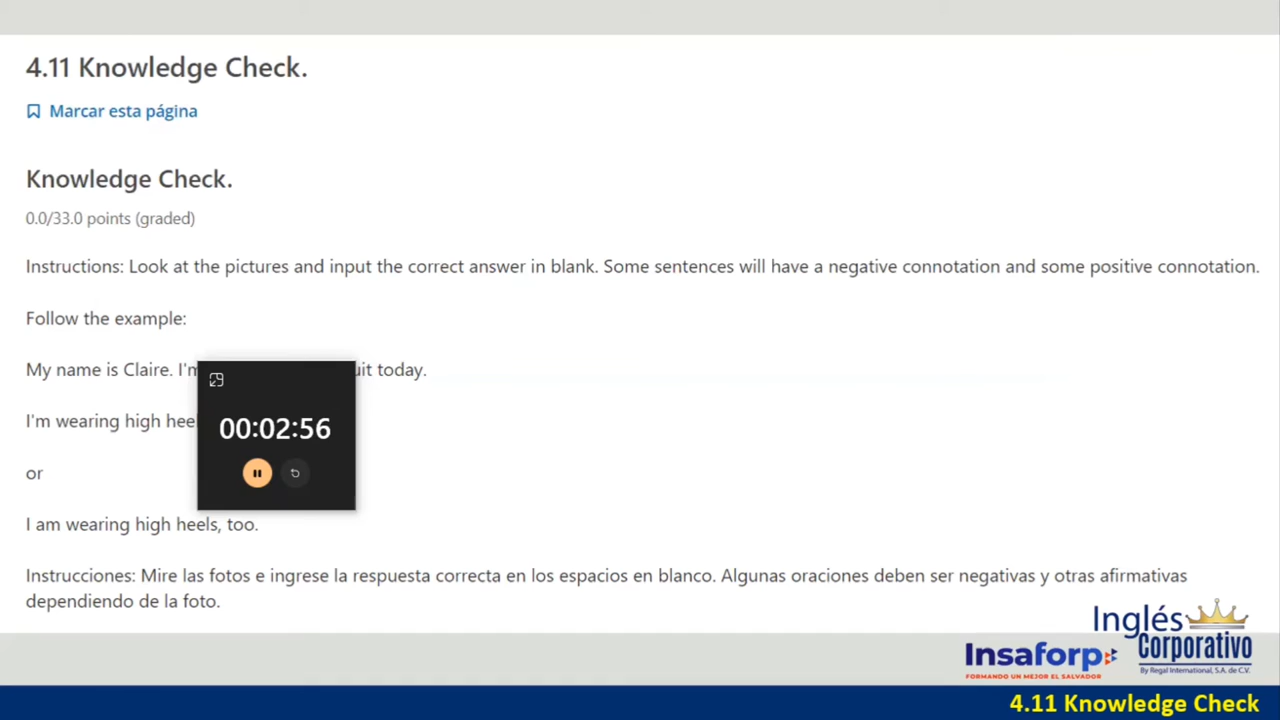 4.11 Knowledge Check.
Marcar esta página
Knowledge Check.
0.0/33.0 points (graded)
Instructions: Look at the pictures and input the correct answer in blank. Some sentences will have a negative connotation and some positive connotation.
Follow the example:
My name is Claire. I'm
today.
I'm wearing high
00:02:56
or
I am wearing high heels, too.
Instrucciones: Mire las fotos e ingrese la respuesta correcta en los espacios en blanco. Algunas oraciones deben ser negativas y otras afirmativas
dependiendo de la foto.
Inglés
Corporativo
By Regal International, S.A. de C.V.
Insaforp
FORMANDO UN MEJOR EL SALVADOR
4.11 Knowledge Check